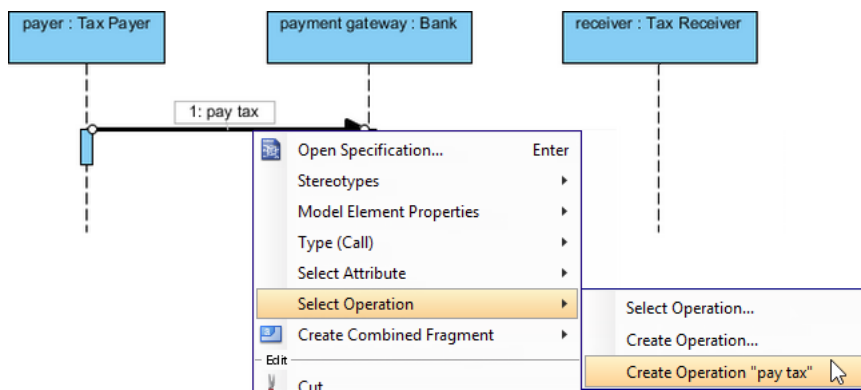 payer : Tax Payer
payment gateway : Bank
receiver : Tax Receiver
1: pay tax
Open Specification... Enter
Stereotypes
Model Element Properties
Type (Call)
Select Attribute
Select Operation
Create Combined Fragment
Edit
Cut
Select Operation...
Create Operation...
Create Operation "pay tax"